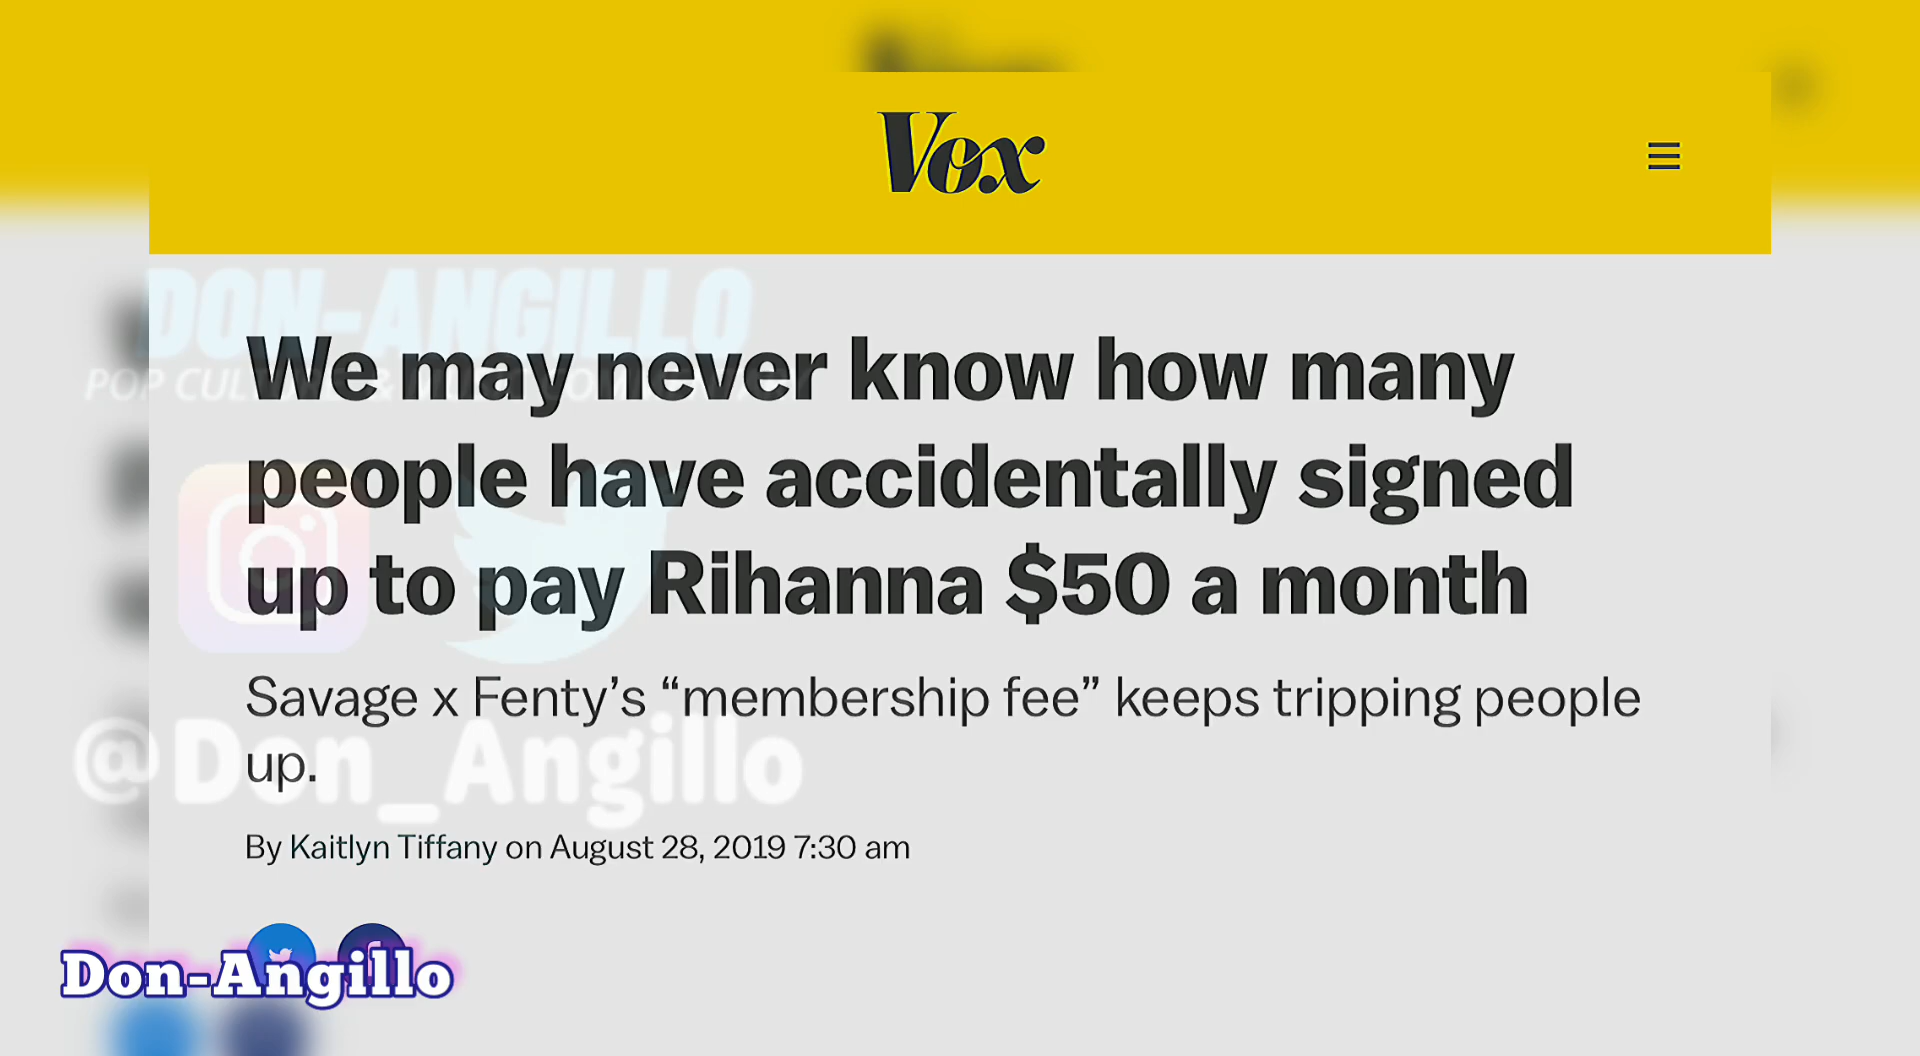 Vox
DON-ANGILLO
We may never know how many
people have accidentally signed
up to pay Rihanna $50 a month
Savage x Fenty’s “membership fee” keeps tripping people
up.
@Don_Angillo
By Kaitlyn Tiffany on August 28, 2019 7:30 am
Don-Angillo